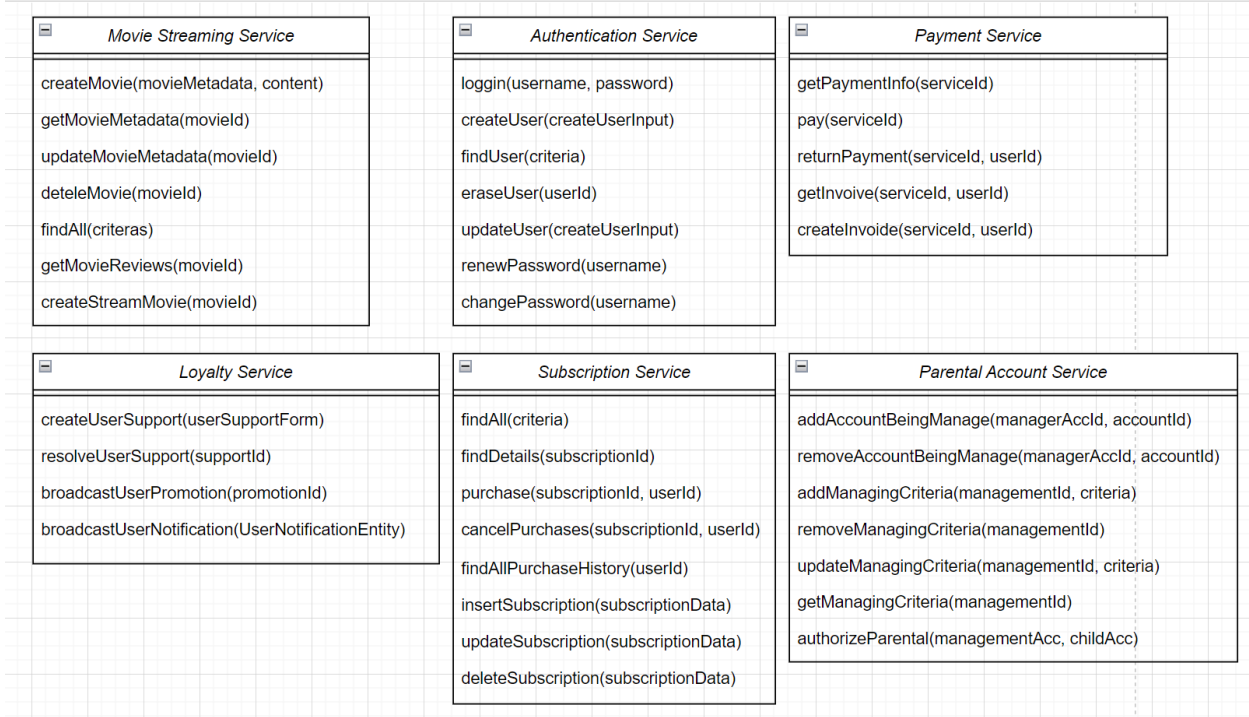 Movie Streaming Service
createMovie(movieMetadata, content)
getMovieMetadata(movieId)
updateMovieMetadata(movieId)
deteleMovie(movieId)
findAll(criteras)
getMovieReviews(movieId)
createStreamMovie(movieId)
Authentication Service
loggin(username, password)
createUser(createUserInput)
findUser(criteria)
eraseUser(userId)
updateUser(createUserInput)
renewPassword(username)
changePassword(username)
Payment Service
getPaymentInfo(serviceId)
pay(serviceId)
returnPayment(serviceId, userId)
getInvoive(serviceId, userId)
createInvoide(serviceId, userId)
Loyalty Service
createUserSupport(userSupportForm)
resolveUserSupport(supportId)
broadcastUserPromotion(promotionId)
broadcastUserNotification(UserNotificationEntity)
Subscription Service
findAll(criteria)
findDetails(subscriptionId)
purchase(subscriptionId, userId)
cancelPurchases(subscriptionId, userId)
findAllPurchaseHistory(userId)
insertSubscription(subscriptionData)
updateSubscription(subscriptionData)
deleteSubscription(subscriptionData)
Parental Account Service
addAccountBeingManage(managerAccId, accountId)
removeAccountBeingManage(managerAccId, accountId)
addManagingCriteria(managementId, criteria)
removeManagingCriteria(managementId)
updateManagingCriteria(managementId, criteria)
getManagingCriteria(managementId)
authorizeParental(managementAcc, childAcc)